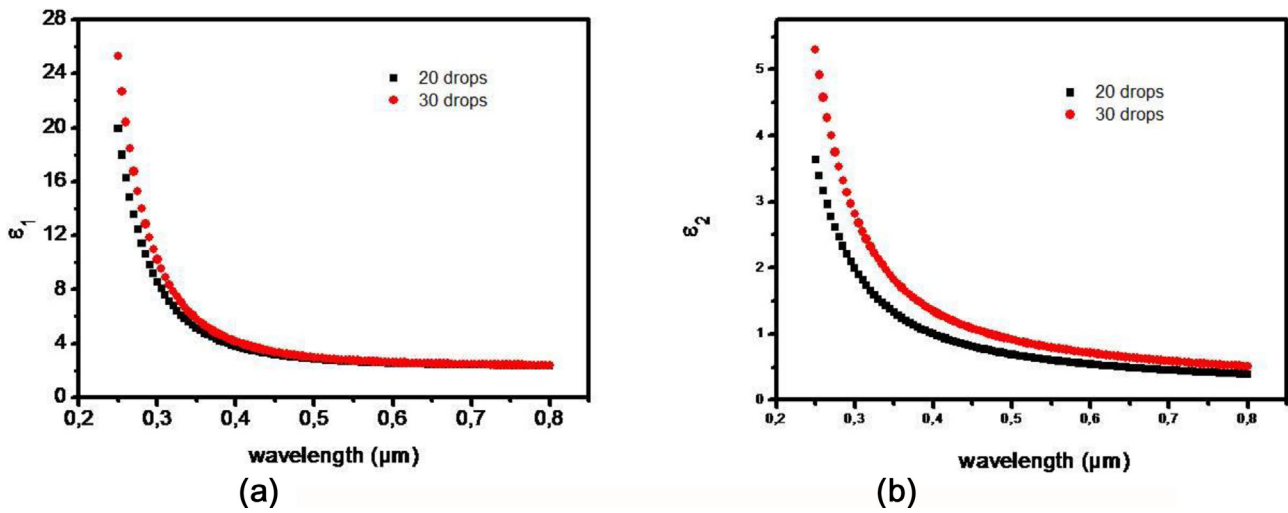 28
24
20
16
12
8
4
0
ε1
20 drops
30 drops
0,2 0,3 0,4 0,5 0,6 0,7 0,8
wavelength (µm)
(a)
5
4
3
2
1
0
ε2
20 drops
30 drops
0,2 0,3 0,4 0,5 0,6 0,7 0,8
wavelength (µm)
(b)